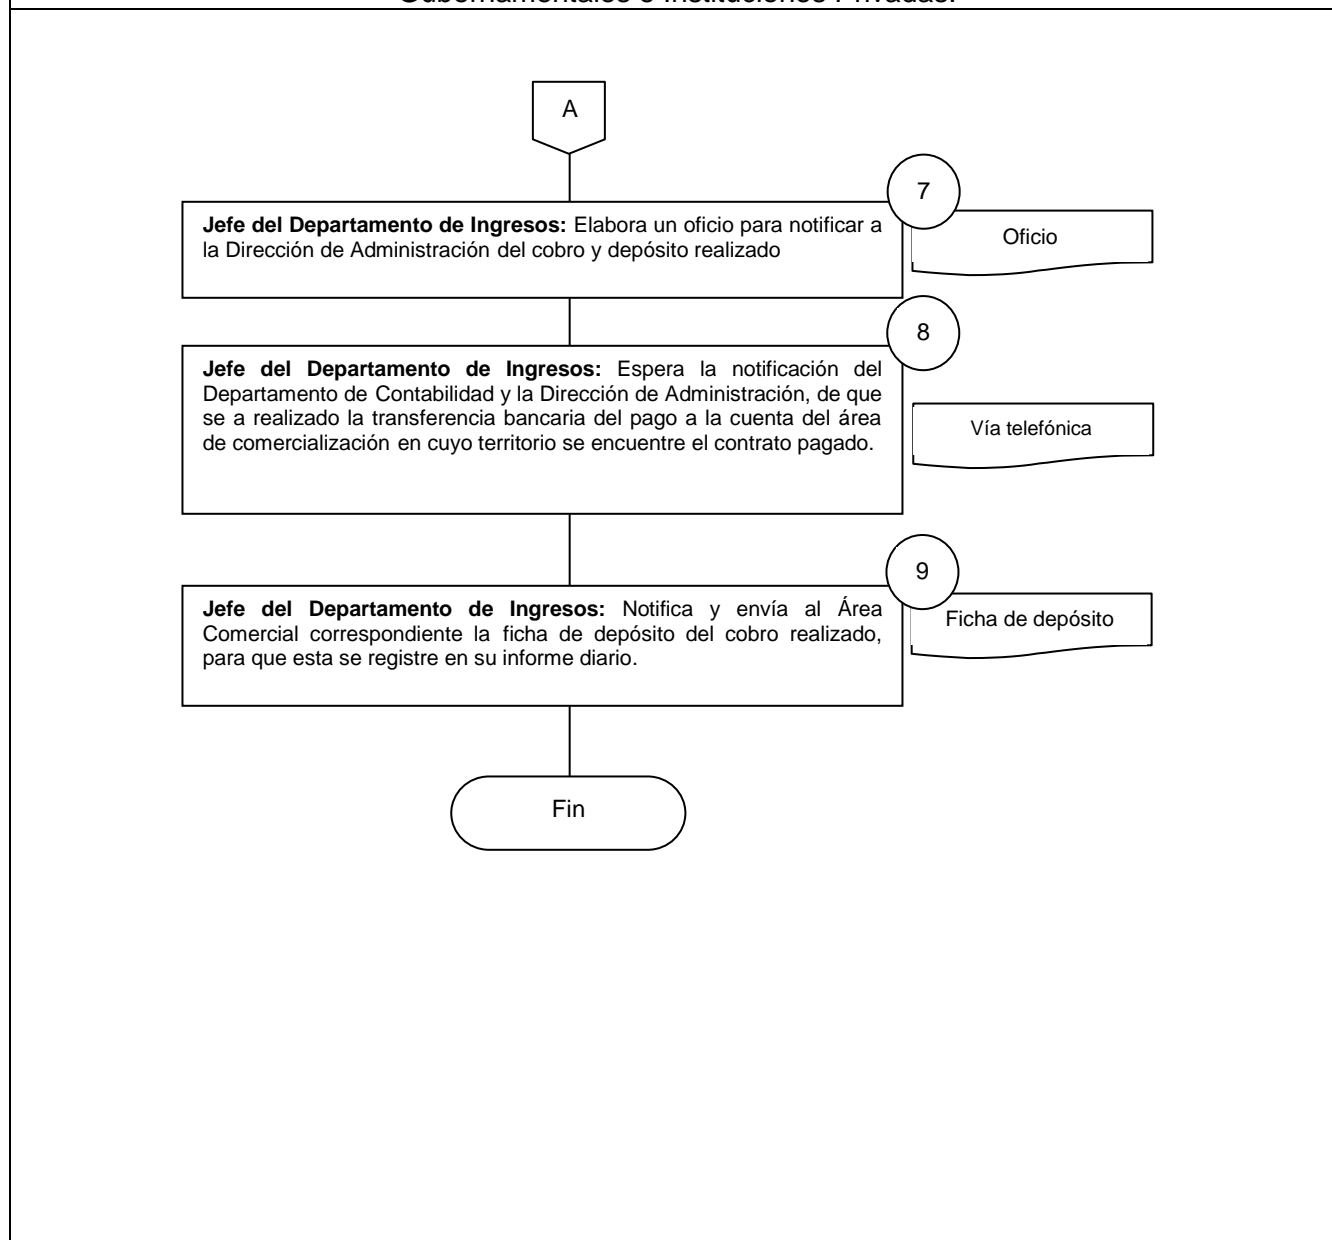 Gubernamentales e Instituciones Privadas.
A
7
Jefe del Departamento de Ingresos: Elabora un oficio para notificar a
la Dirección de Administración del cobro y depósito realizado
Oficio
8
Jefe del Departamento de Ingresos: Espera la notificación del
Departamento de Contabilidad y la Dirección de Administración, de que
se a realizado la transferencia bancaria del pago a la cuenta del área
de comercialización en cuyo territorio se encuentre el contrato pagado.
Vía telefónica
9
Jefe del Departamento de Ingresos: Notifica y envía al Área
Comercial correspondiente la ficha de depósito del cobro realizado,
para que esta se registre en su informe diario.
Ficha de depósito
Fin